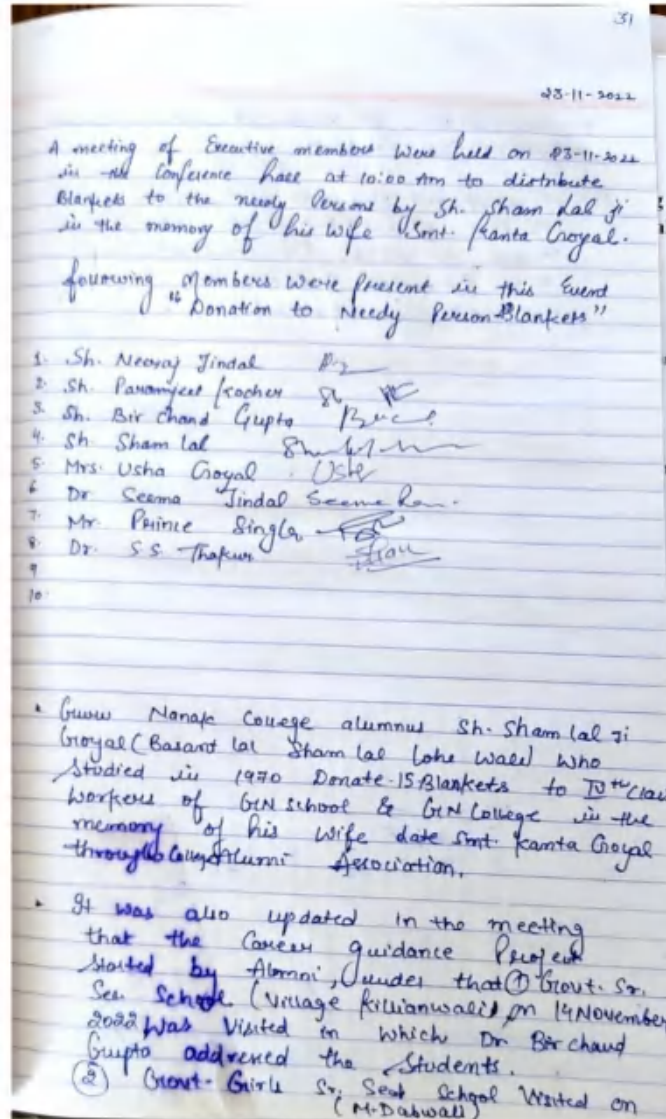 31
23-11-2022
A meeting of Executive members were held on 23-11-2022
in the Conference hall at 10:00 Am to distribute
Blankets to the needy Persons by Sh. Sham Lal ji
in the memory of his wife Smt. Kanta Goyal.
following Members were present in this Event
"Donation to Needy Person-Blankets"
1. Sh. Neeraj Jindal
2. Sh. Paramjeet Kocher
3. Sh. Bir Chand Gupta
4. Sh. Sham lal
5. Mrs. Usha Goyal Usha
6 Dr. Seema Jindal Seema
7. Mr. Prince Singla
8. Dr. S.S. Thakur
9
10.
Guru Nanak College alumnus Sh. Sham lal ji
Goyal (Basant lal Sham lal Lohe Wale) who
studied in 1970 Donate-15 Blankets to IVth Class
workers of GN School & GN College in the
memory of his wife date Smt. Kanta Goyal
through College Alumni Association.
It was also updated in the meeting
that the Career guidance Project
started by Alumni, under that ① Govt. Sr.
Sec. School (Village Killianwali) on 14 November
2022 was visited in which Dr Bir chand
Gupta addressed the students.
② Govt. Girls Sr. School Visited on
(M. Dabwali)